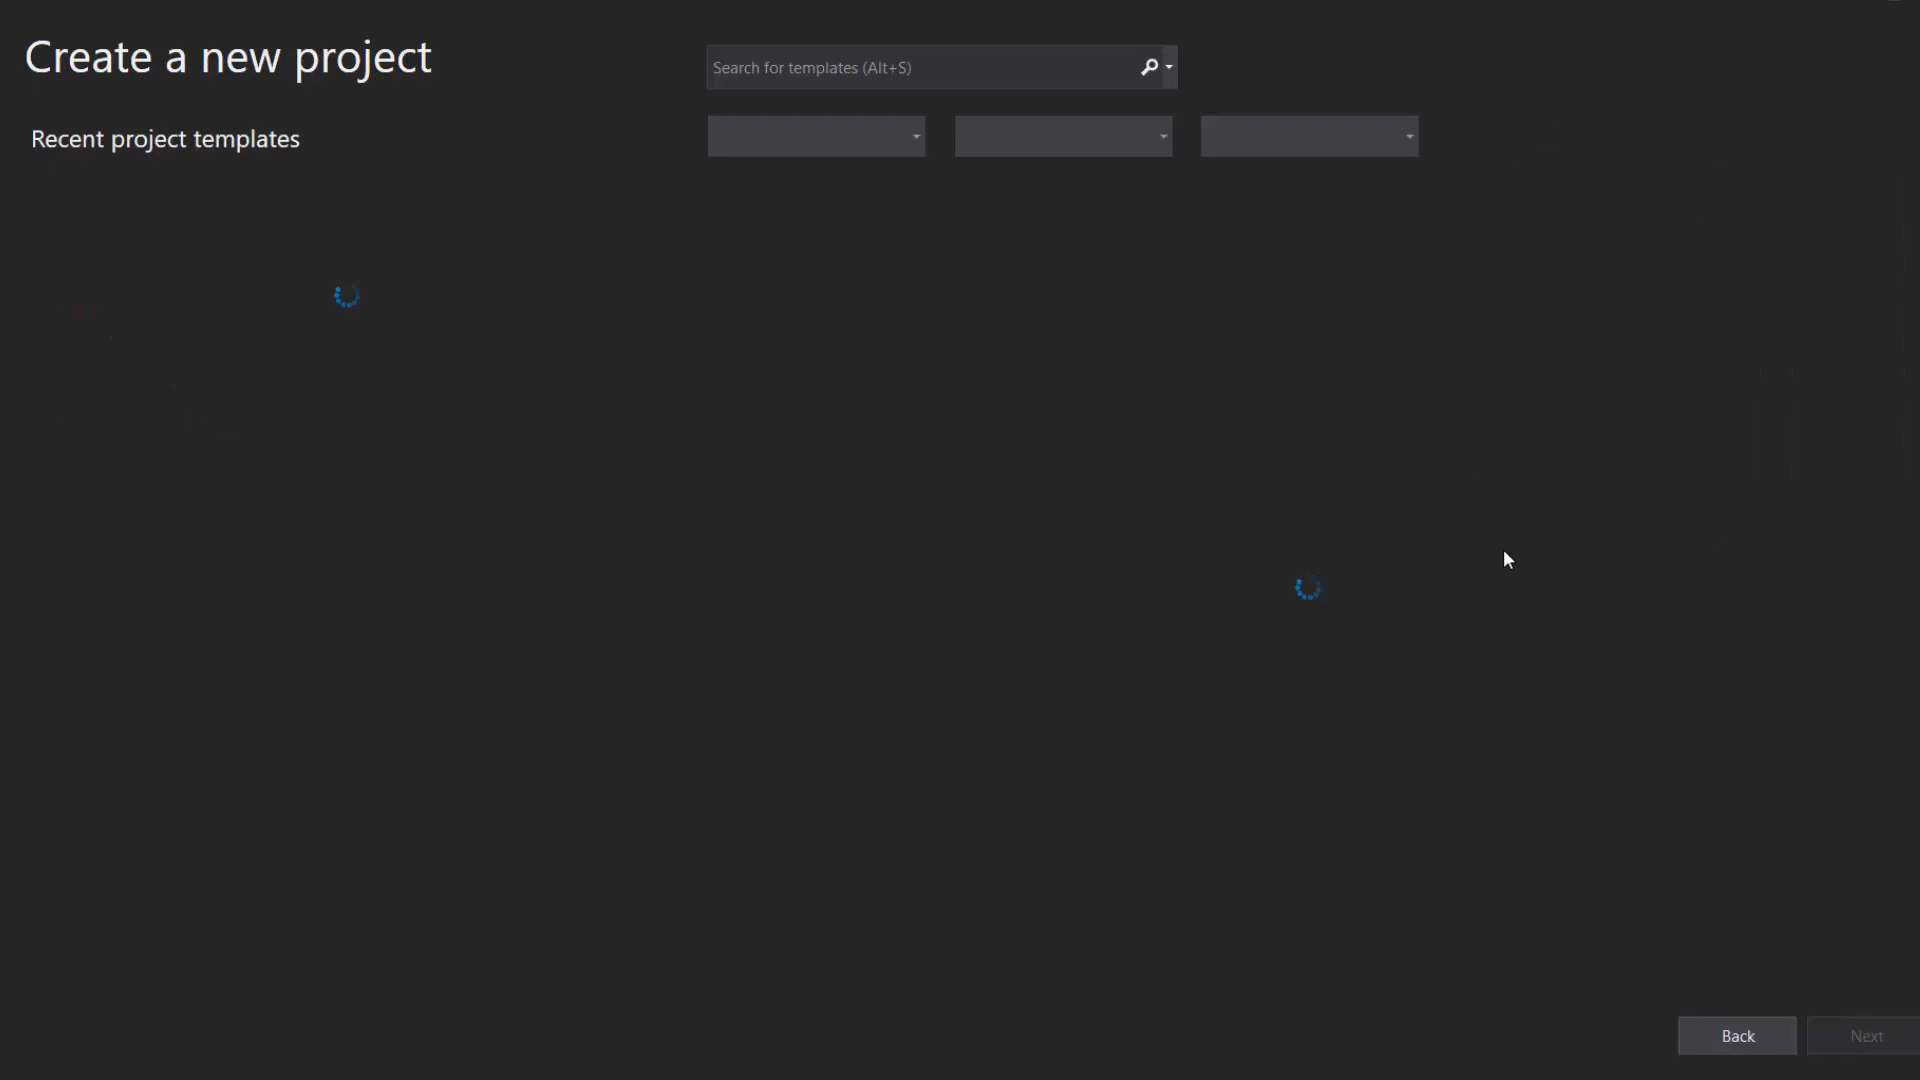 Create a new project
Search for templates (Alt+S)
Recent project templates
Back
Next